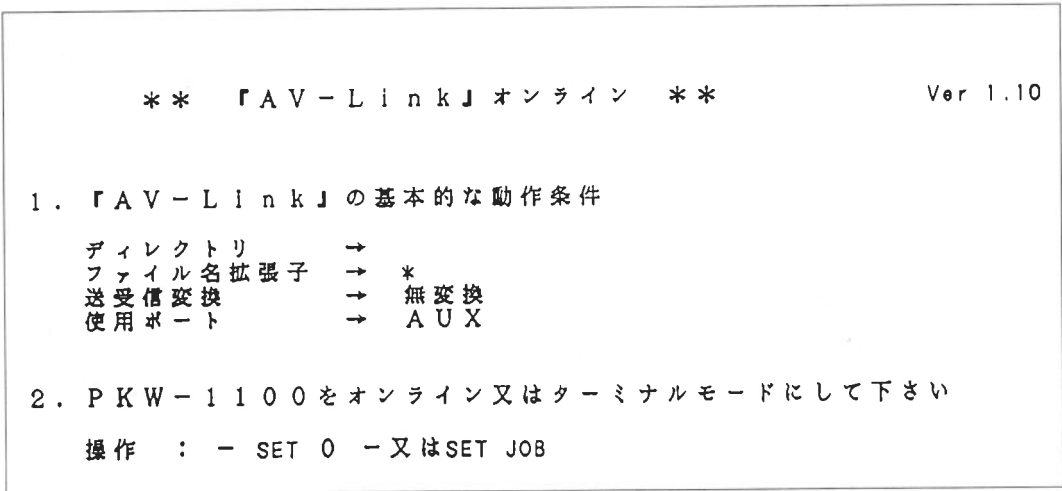 ** 『AV-Link』オンライン ** Ver 1.10
1. 『AV-Link』の基本的な動作条件
ディレクトリ →
ファイル名拡張子 → *
送受信変換 → 無変換
使用ポート → AUX
2. PKW-1100をオンライン又はターミナルモードにして下さい
操作 : - SET 0 -又はSET JOB